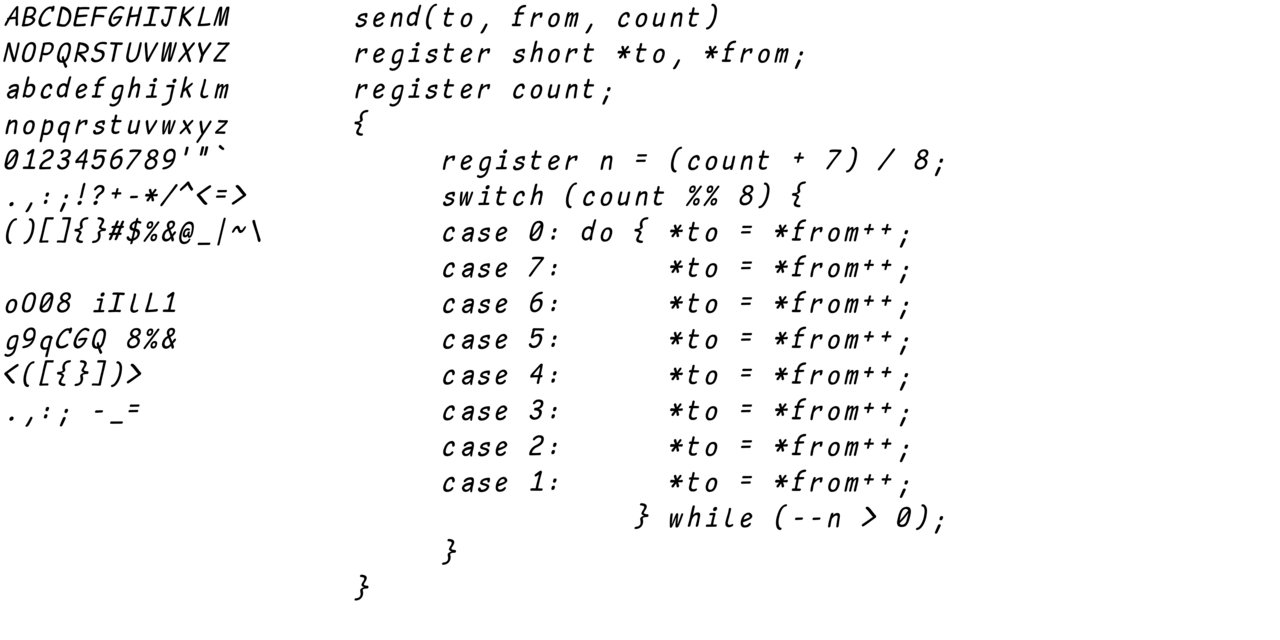 ABCDEFGHIJKLM
NOPQRSTUVWXYZ
abcdefghijklm
nopqrstuvwxyz
0123456789'"`
.,:;!?+-*/^<=>
()[]{}#$%&@_|~\
oO08 iIlL1
g9qCGQ 8%&
<([{}])>
.,:; -_=
send(to, from, count)
register short *to, *from;
register count;
{
     register n = (count + 7) / 8;
     switch (count %% 8) {
     case 0: do { *to = *from++;
     case 7:      *to = *from++;
     case 6:      *to = *from++;
     case 5:      *to = *from++;
     case 4:      *to = *from++;
     case 3:      *to = *from++;
     case 2:      *to = *from++;
     case 1:      *to = *from++;
                } while (--n > 0);
     }
}